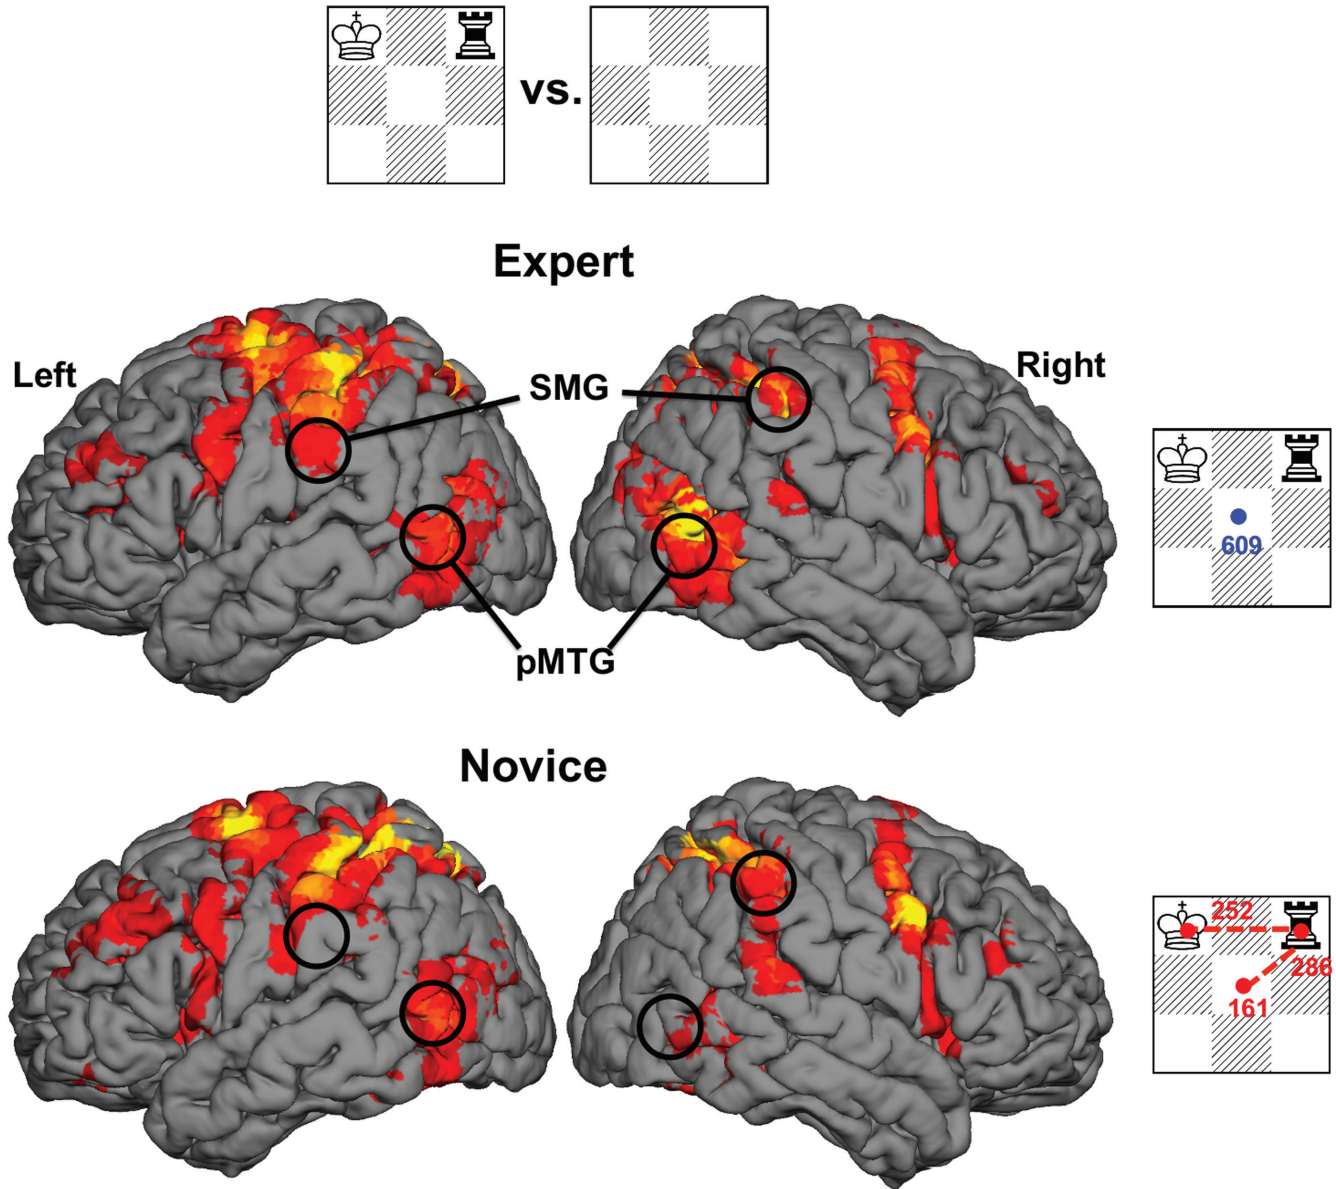 vs.
Expert
Left
SMG
Right
609
pMTG
Novice
252
286
161